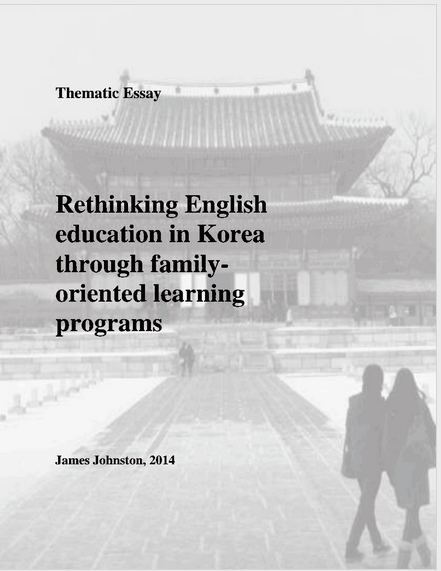 Thematic Essay
Rethinking English
education in Korea
through family-
oriented learning
programs
James Johnston, 2014